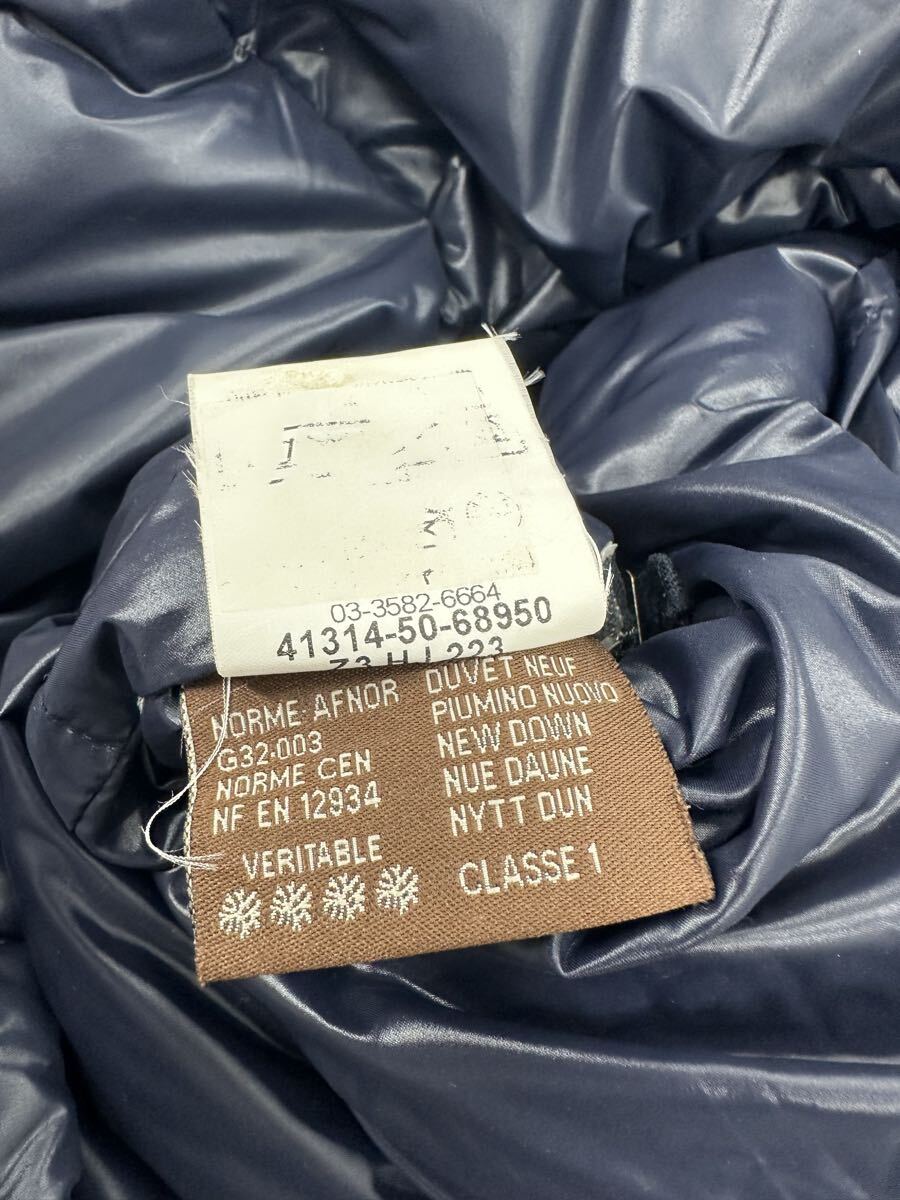 03-3582-6664
41314-50-68950
NORME AFNOR
G32·003
NORME CEN
NF EN 12934
VERITABLE
DUVET NEUF
PIUMINO NUOVO
NEW DOWN
NUE DAUNE
NYTT DUN
CLASSE 1